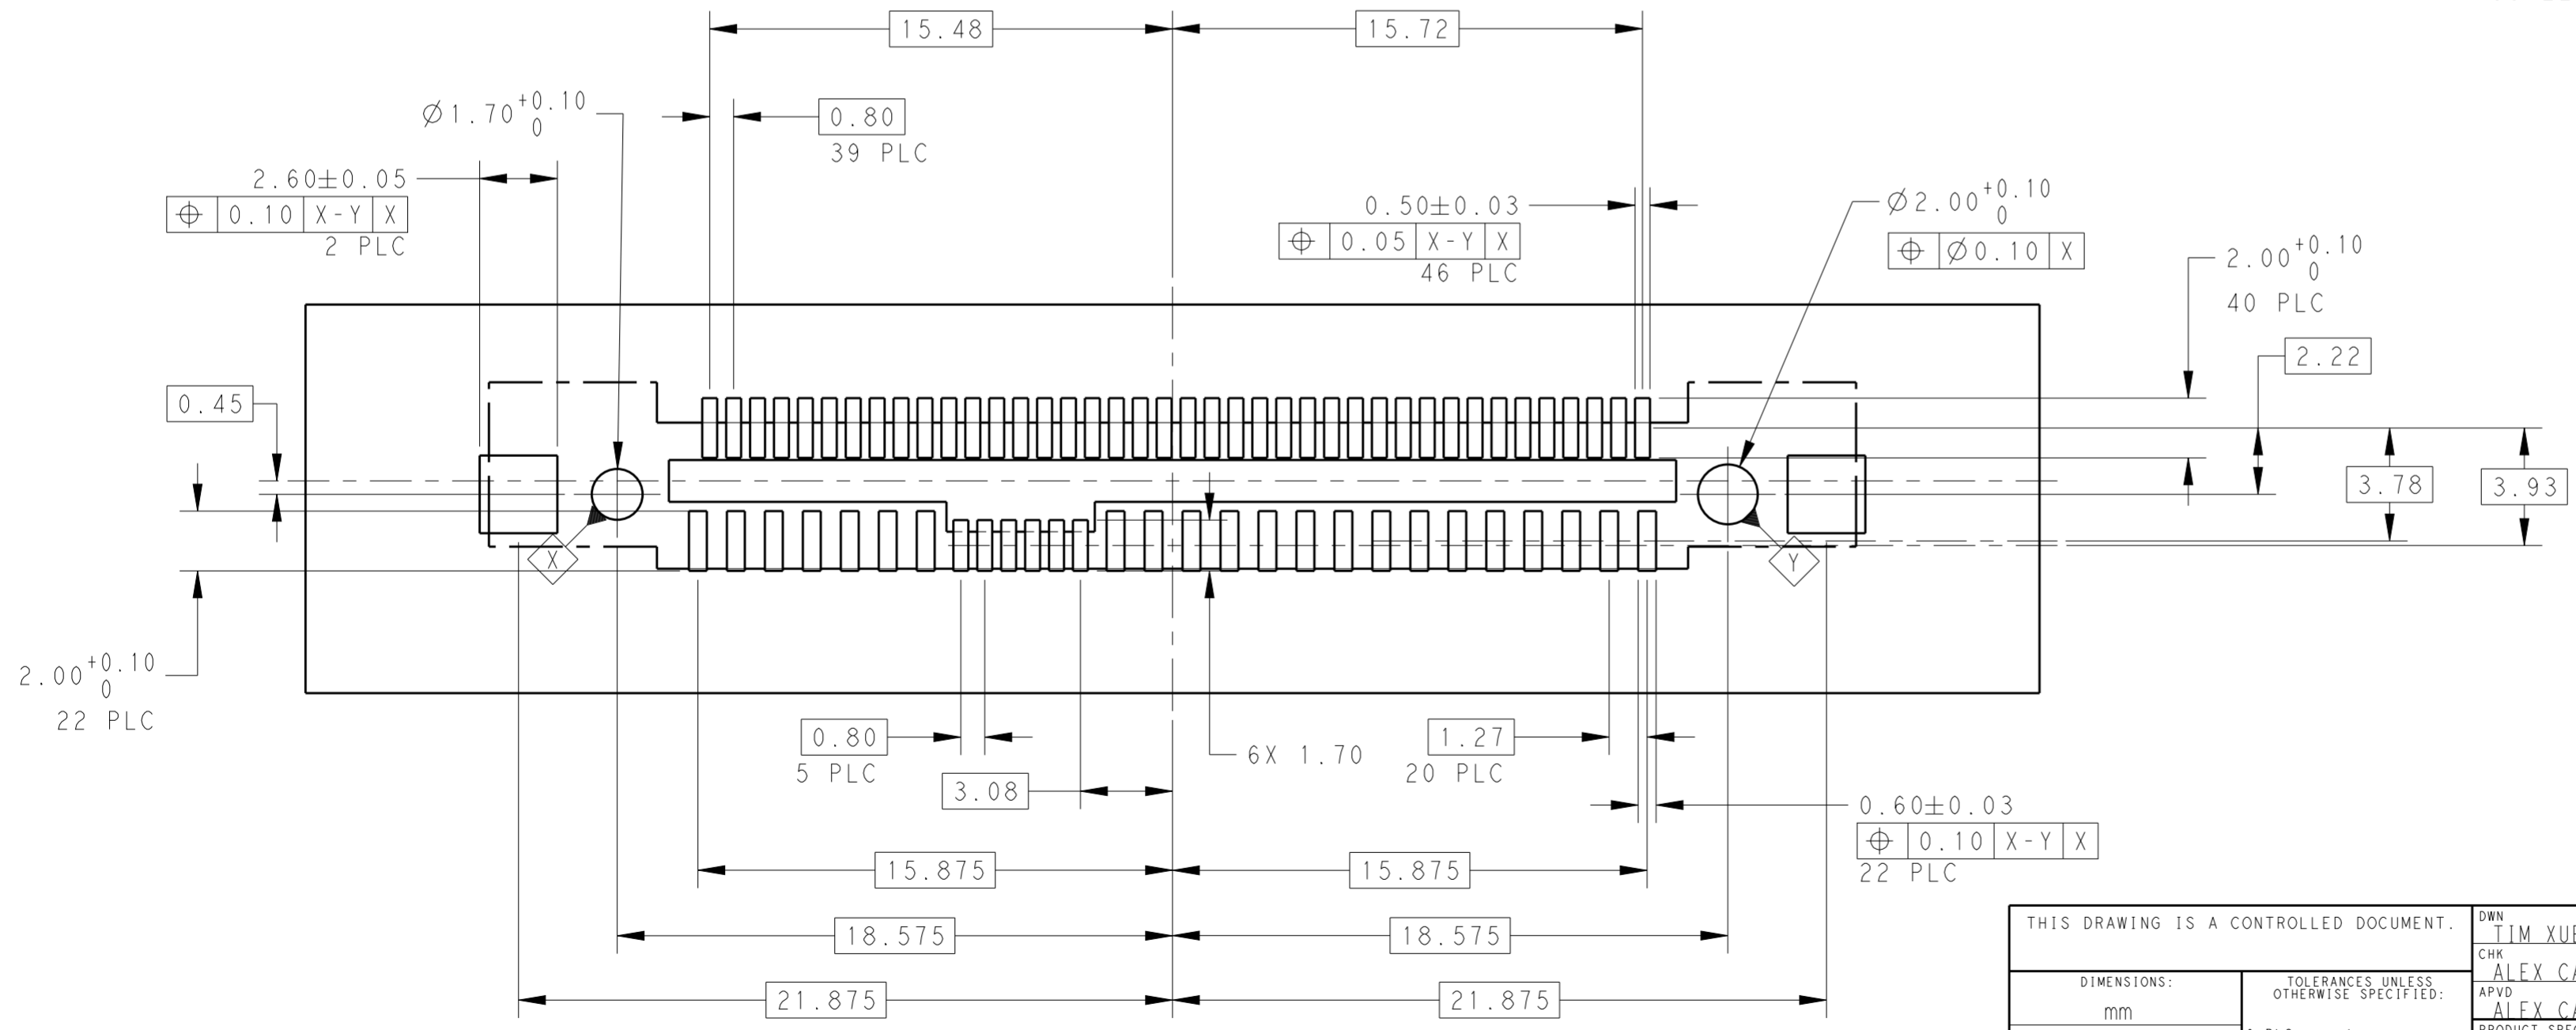 15.48
15.72
Ø1.70 +0.10
0
0.80
39 PLC
2.60±0.05
⌖ 0.10 X-Y X
2 PLC
0.50±0.03
⌖ 0.05 X-Y X
46 PLC
Ø2.00 +0.10
0
⌖ Ø0.10 X
2.00 +0.10
0
40 PLC
2.22
0.45
3.78
3.93
X
Y
2.00 +0.10
0
22 PLC
0.80
5 PLC
6X 1.70
1.27
20 PLC
3.08
0.60±0.03
⌖ 0.10 X-Y X
22 PLC
15.875
15.875
18.575
18.575
21.875
21.875
THIS DRAWING IS A CONTROLLED DOCUMENT.
DWN
TIM
CHK
ALEX
DIMENSIONS:
mm
TOLERANCES UNLESS
OTHERWISE SPECIFIED:
APVD
ALEX